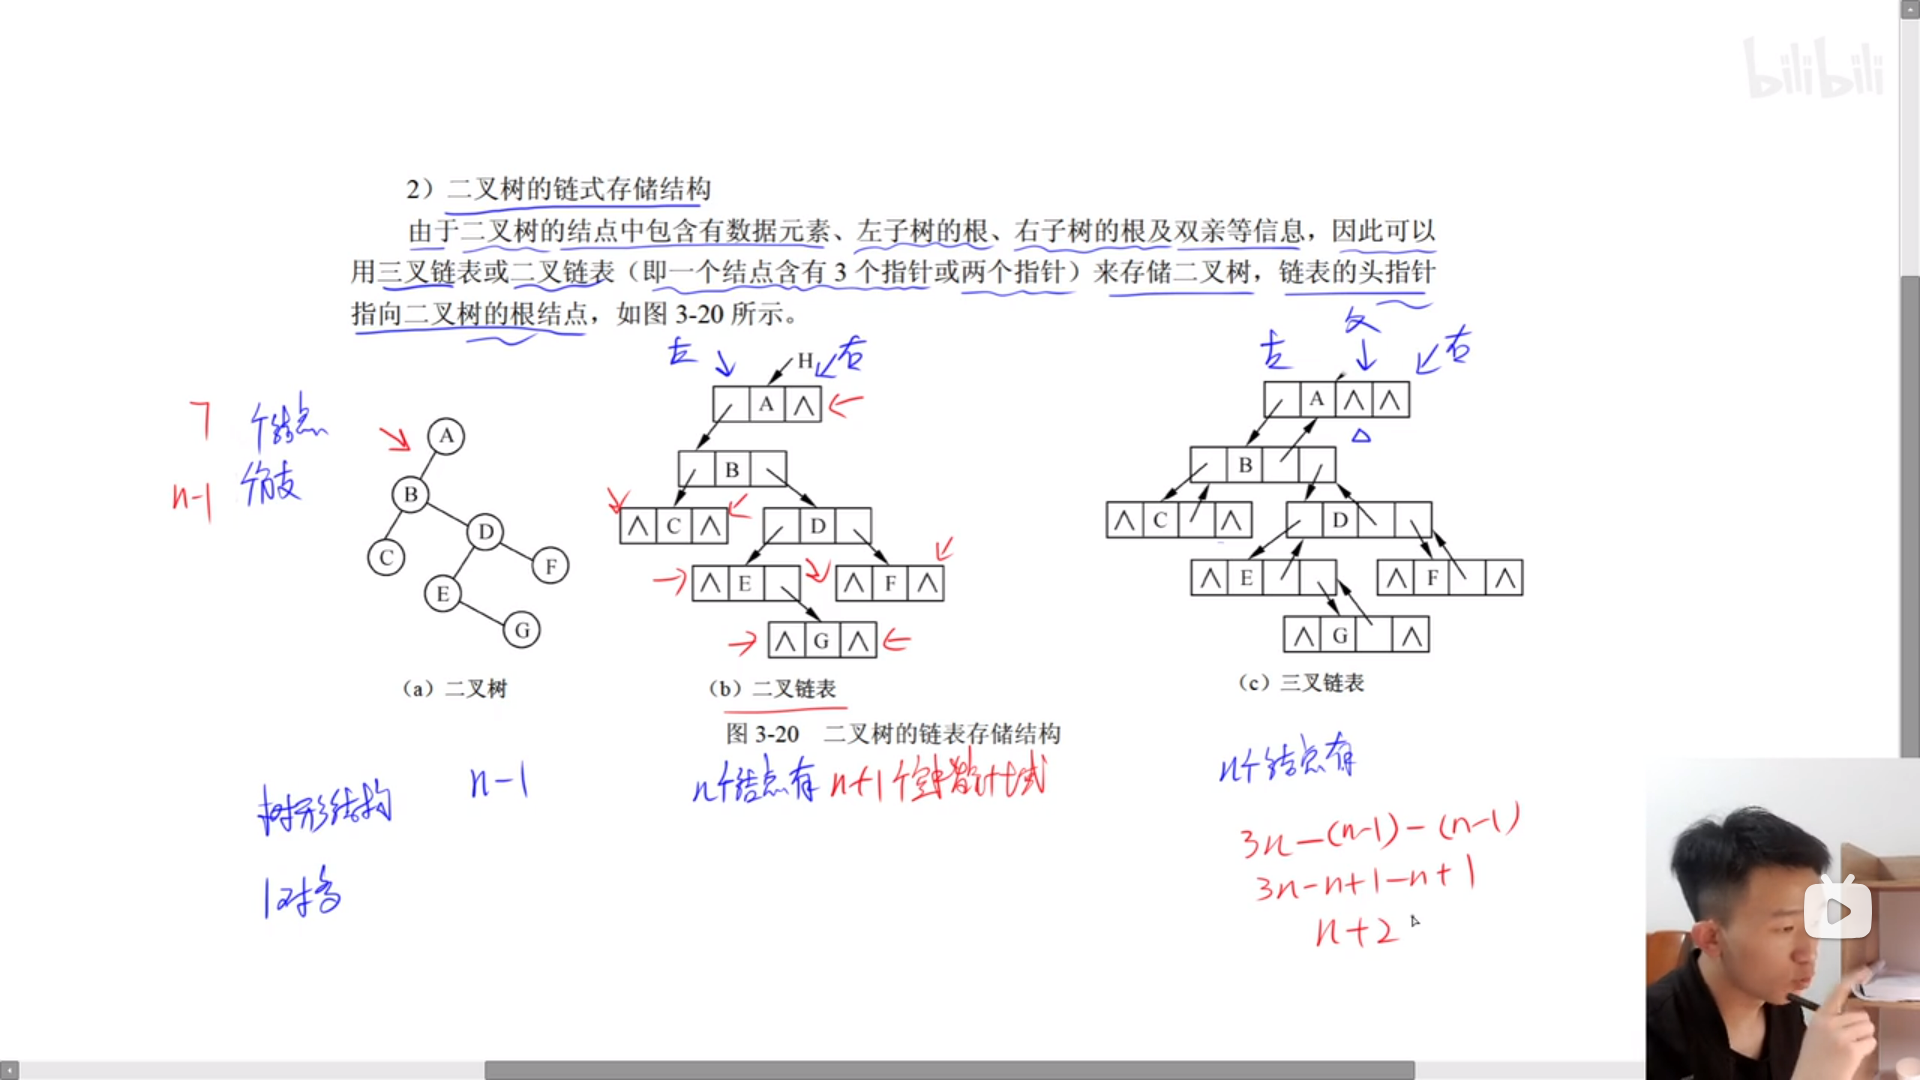 bilibili
2）二叉树的链式存储结构
由于二叉树的结点中包含有数据元素、左子树的根、右子树的根及双亲等信息，因此可以
用三叉链表或二叉链表（即一个结点含有 3 个指针或两个指针）来存储二叉树，链表的头指针
指向二叉树的根结点，如图 3-20 所示。
左 H 右
左 父 右
7 个结点
n-1
A
B
C D
E F
G
A ∧
B
∧ C ∧ D
∧ E ∧ F ∧
∧ G ∧
A ∧ ∧
B
∧ C ∧ D
∧ E ∧ F ∧
∧ G ∧
（a）二叉树
（b）二叉链表
（c）三叉链表
图 3-20 二叉树的链表存储结构
树形结构 n-1
1对多
n个结点有 n+1个空
n个结点有
3n-(n-1)-(n-1)
3n-n+1-n+1
n+2